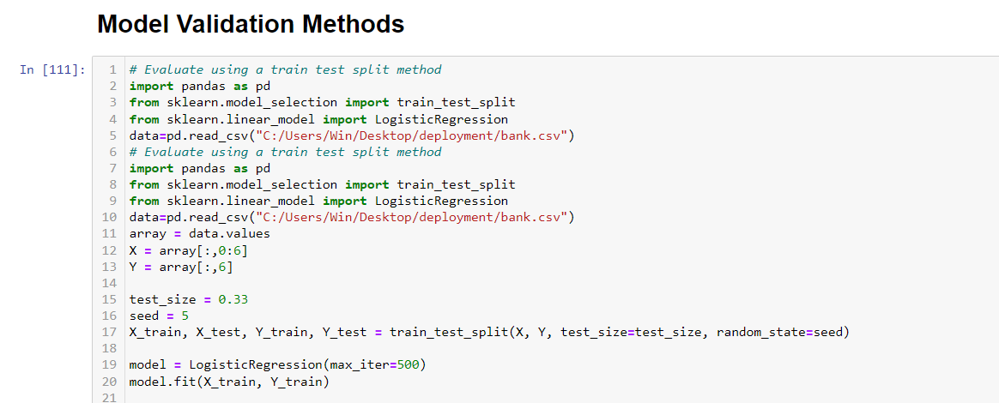 Model Validation Methods
In [111]:
1 # Evaluate using a train test split method
2 import pandas as pd
3 from sklearn.model_selection import train_test_split
4 from sklearn.linear_model import LogisticRegression
5 data=pd.read_csv("C:/Users/Win/Desktop/deployment/bank.csv")
6 # Evaluate using a train test split method
7 import pandas as pd
8 from sklearn.model_selection import train_test_split
9 from sklearn.linear_model import LogisticRegression
10 data=pd.read_csv("C:/Users/Win/Desktop/deployment/bank.csv")
11 array = data.values
12 X = array[:,0:6]
13 Y = array[:,6]
14
15 test_size = 0.33
16 seed = 5
17 X_train, X_test, Y_train, Y_test = train_test_split(X, Y, test_size=test_size, random_state=seed)
18
19 model = LogisticRegression(max_iter=500)
20 model.fit(X_train, Y_train)
21